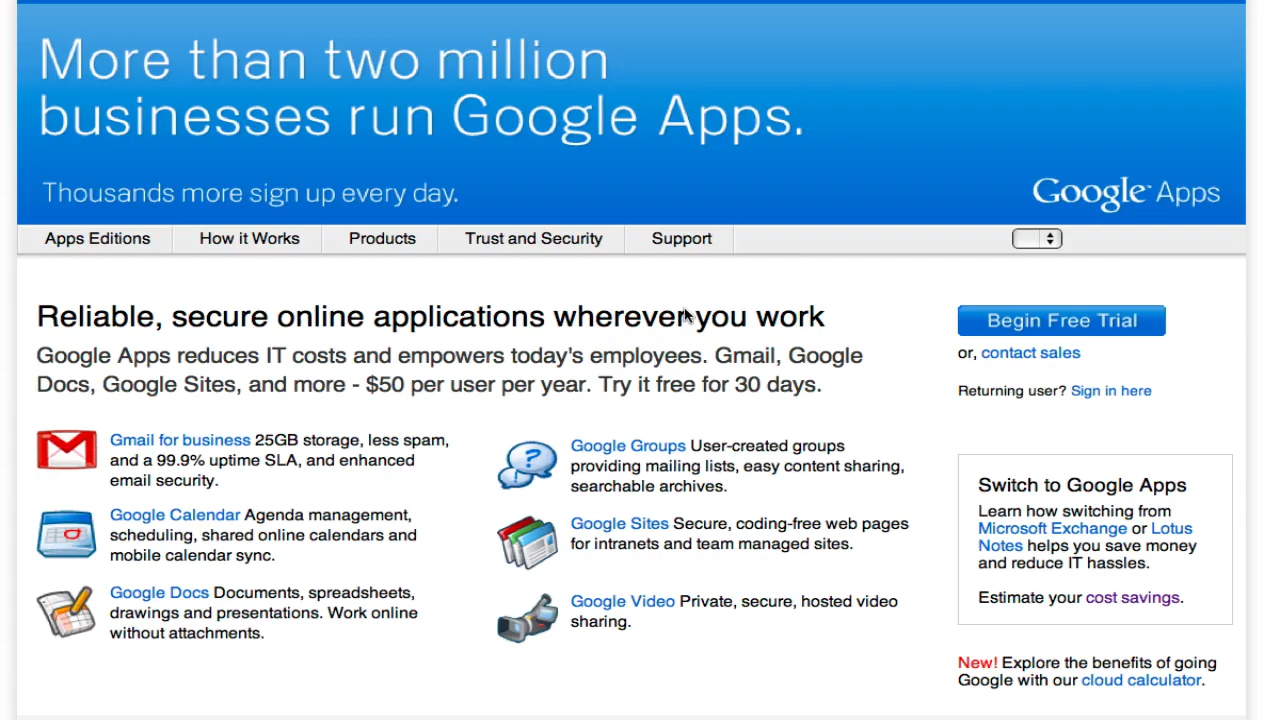 More than two million
businesses run Google Apps.
Thousands more sign up every day.
Google™ Apps
Apps Editions
How it Works
Products
Trust and Security
Support
Reliable, secure online applications wherever you work
Google Apps reduces IT costs and empowers today's employees. Gmail, Google
Docs, Google Sites, and more - $50 per user per year. Try it free for 30 days.
Gmail for business 25GB storage, less spam,
and a 99.9% uptime SLA, and enhanced
email security.
Google Calendar Agenda management,
scheduling, shared online calendars and
mobile calendar sync.
Google Docs Documents, spreadsheets,
drawings and presentations. Work online
without attachments.
Google Groups User-created groups
providing mailing lists, easy content sharing,
searchable archives.
Google Sites Secure, coding-free web pages
for intranets and team managed sites.
Google Video Private, secure, hosted video
sharing.
Begin Free Trial
or, contact sales
Returning user? Sign in here
Switch to Google Apps
Learn how switching from
Microsoft Exchange or Lotus
Notes helps you save money
and reduce IT hassles.
Estimate your cost savings.
New! Explore the benefits of going
Google with our cloud calculator.